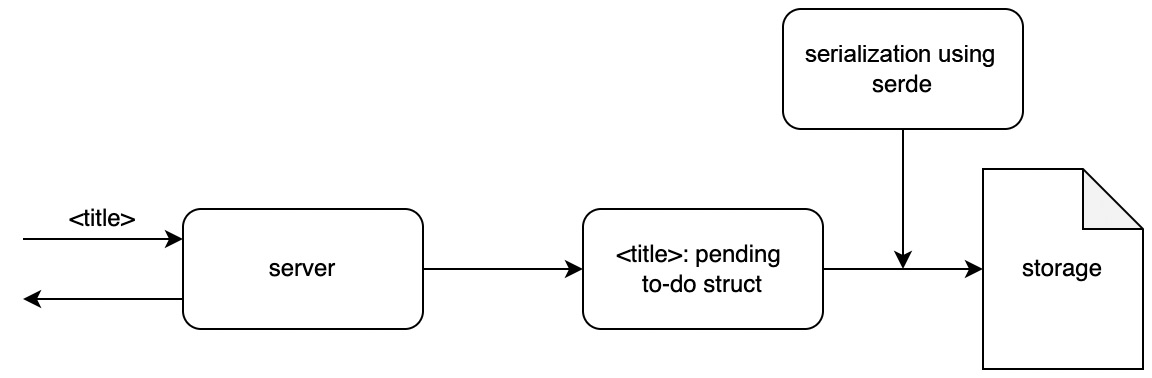 serialization using
serde
<title>
server
<title>: pending
to-do struct
storage